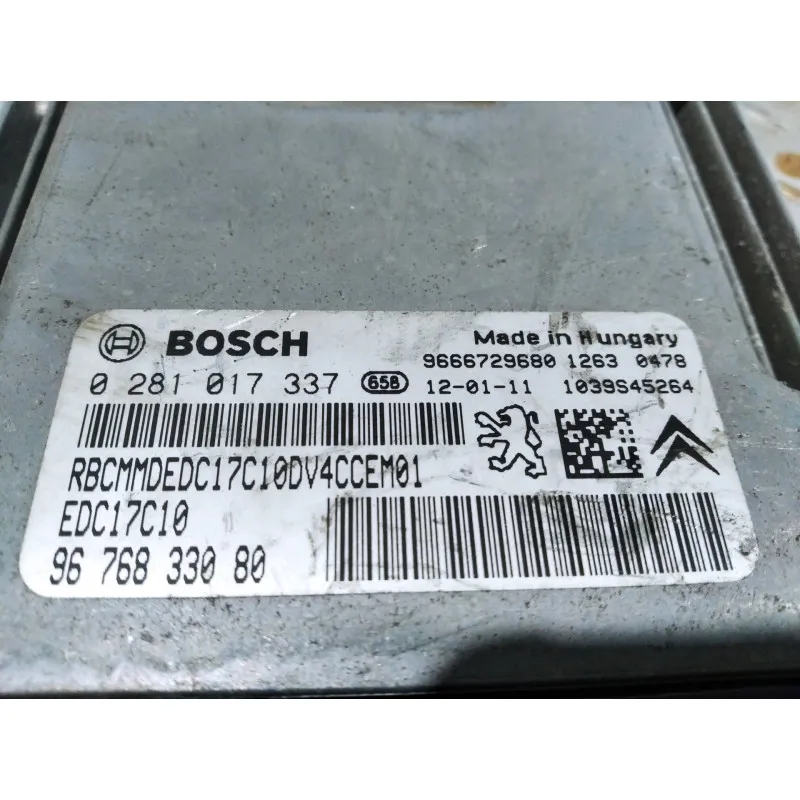 BOSCH
Made in Hungary
9666729680 1263 0478
0 281 017 337 65B 12-01-11 1039S45264
RBCMMDEDC17C10DV4CCEM01
EDC17C10
96 768 330 80